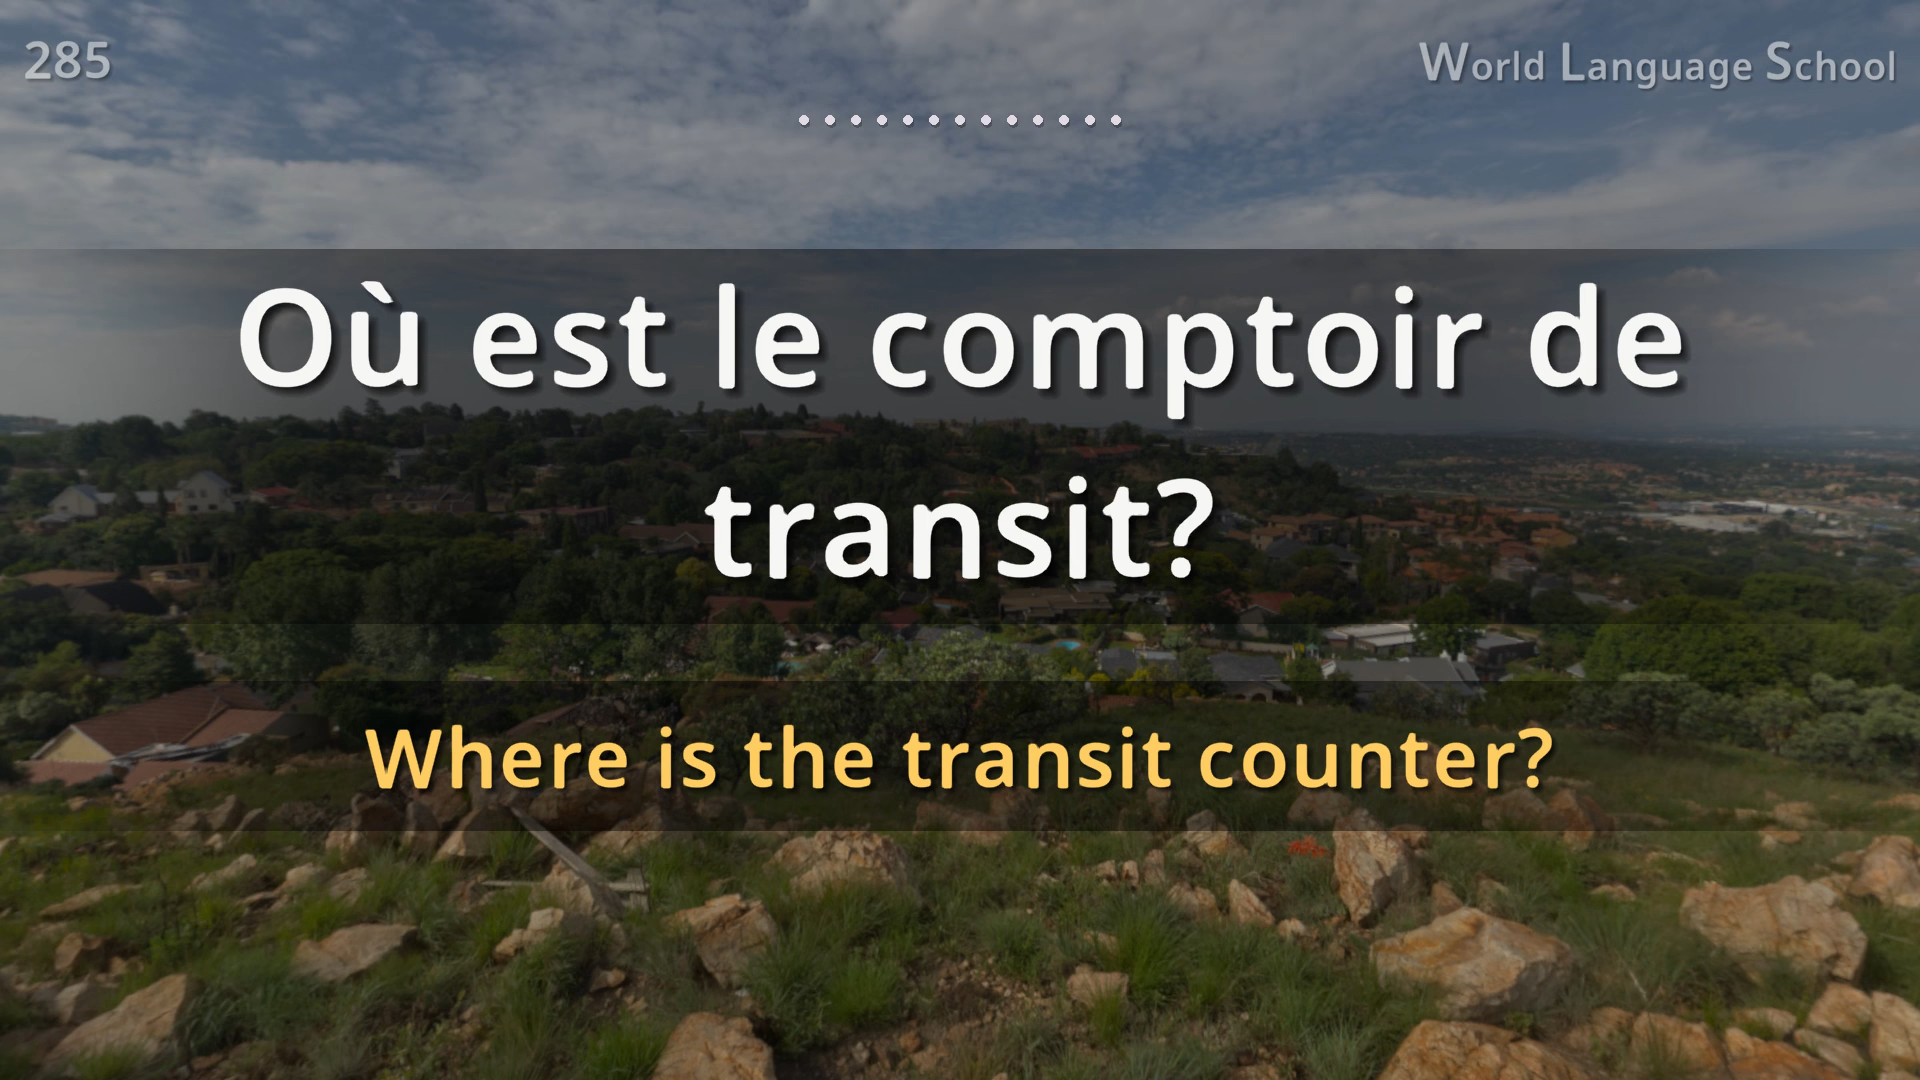 285
World Language School
Où est le comptoir de
transit?
Where is the transit counter?